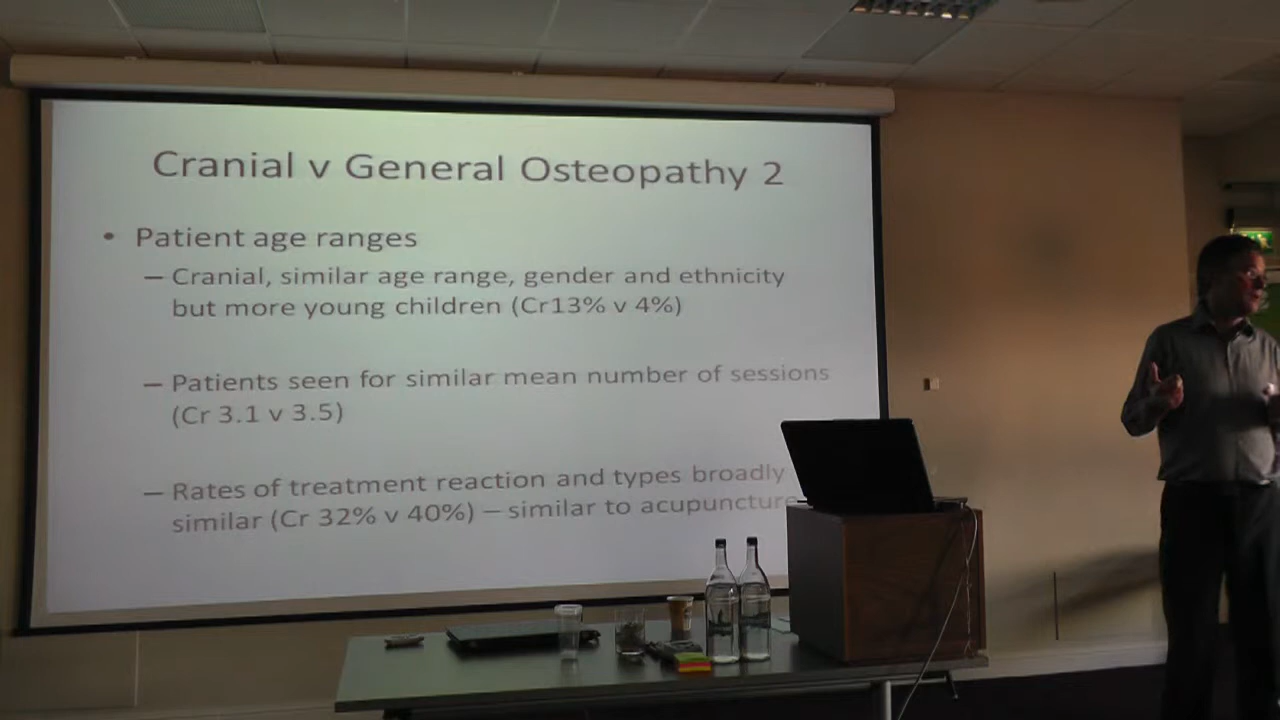 Cranial v General Osteopathy 2
• Patient age ranges
– Cranial, similar age range, gender and ethnicity
but more young children (Cr13% v 4%)
– Patients seen for similar mean number of sessions
(Cr 3.1 v 3.5)
– Rates of treatment reaction and types broadly
similar (Cr 32% v 40%) – similar to acupuncture